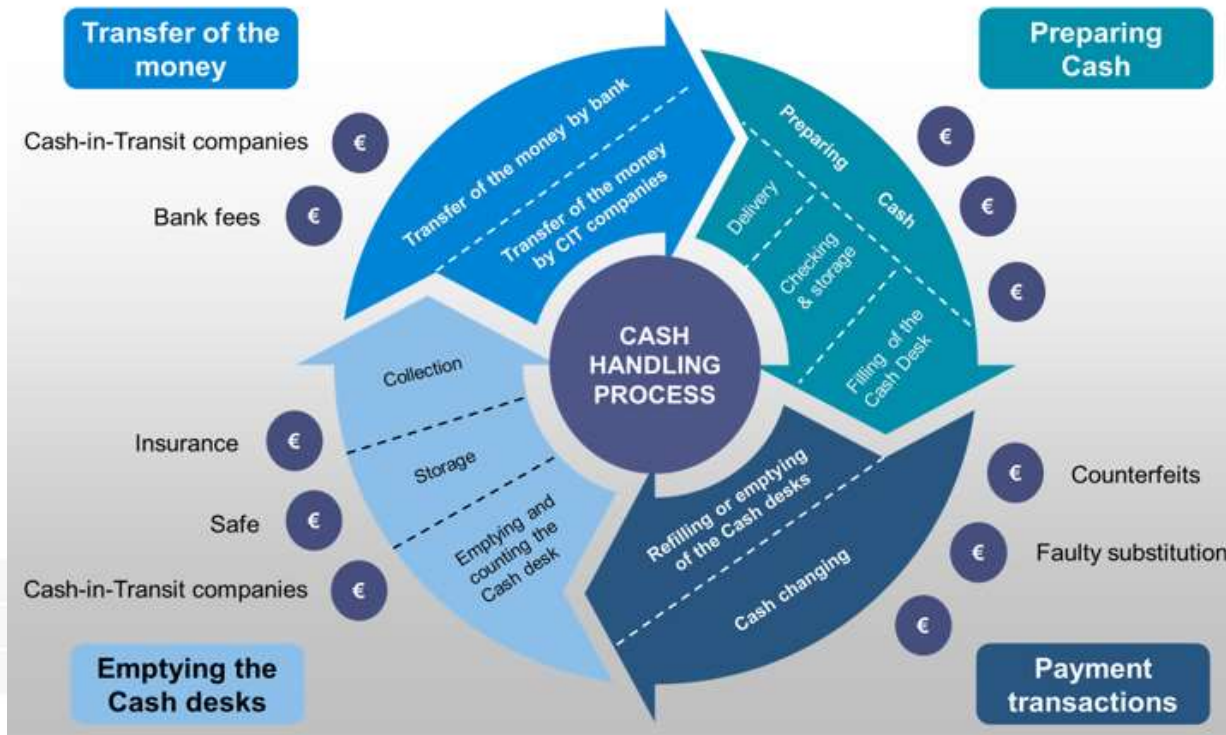 Transfer of the
money
Preparing
Cash
Cash-in-Transit companies
€
Bank fees
€
Transfer of the money by bank
Transfer of the money
by CIT companies
Preparing Cash
Delivery
Checking
& storage
Filling of the
Cash Desk
€
€
€
CASH
HANDLING
PROCESS
Collection
Storage
Emptying and
counting the
Cash desk
Insurance
€
Safe
€
Cash-in-Transit companies
€
Refilling or emptying
of the Cash desks
Cash changing
€
Counterfeits
€
Faulty substitution
€
Emptying the
Cash desks
Payment
transactions